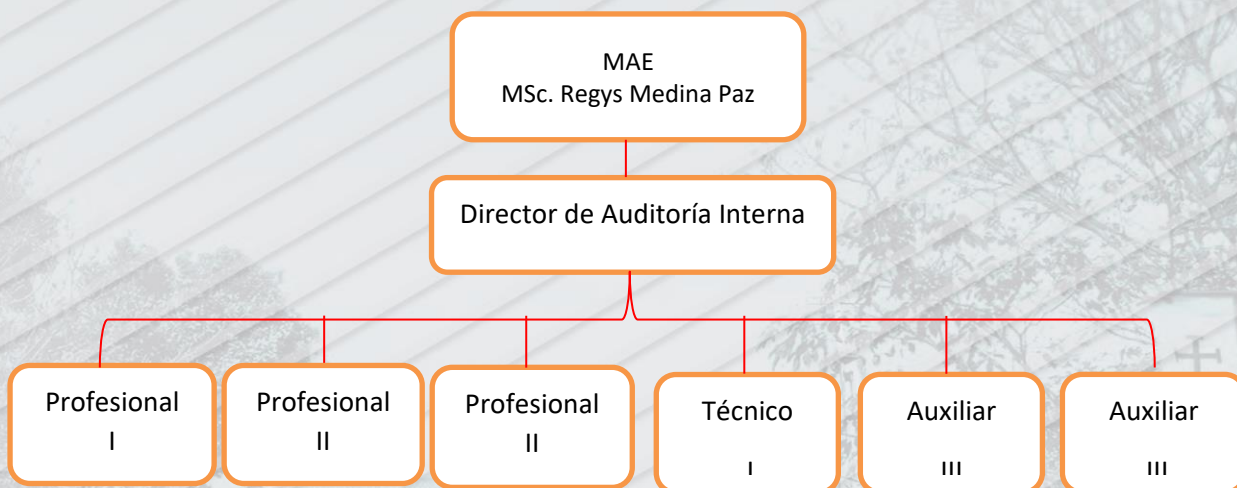 MAE
MSc. Regys Medina Paz
Director de Auditoría Interna
Profesional
I
Profesional
II
Profesional
II
Técnico
I
Auxiliar
III
Auxiliar
III